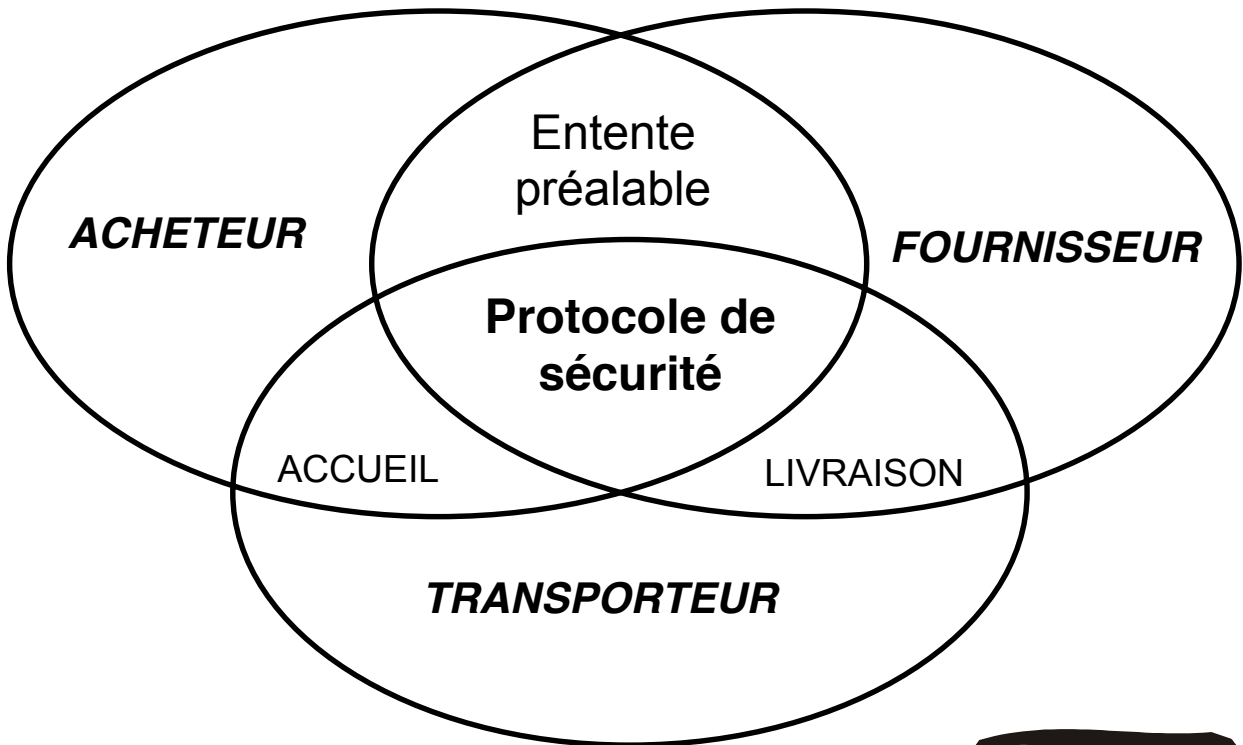 Entente
préalable
ACHETEUR
FOURNISSEUR
Protocole de
sécurité
ACCUEIL
LIVRAISON
TRANSPORTEUR